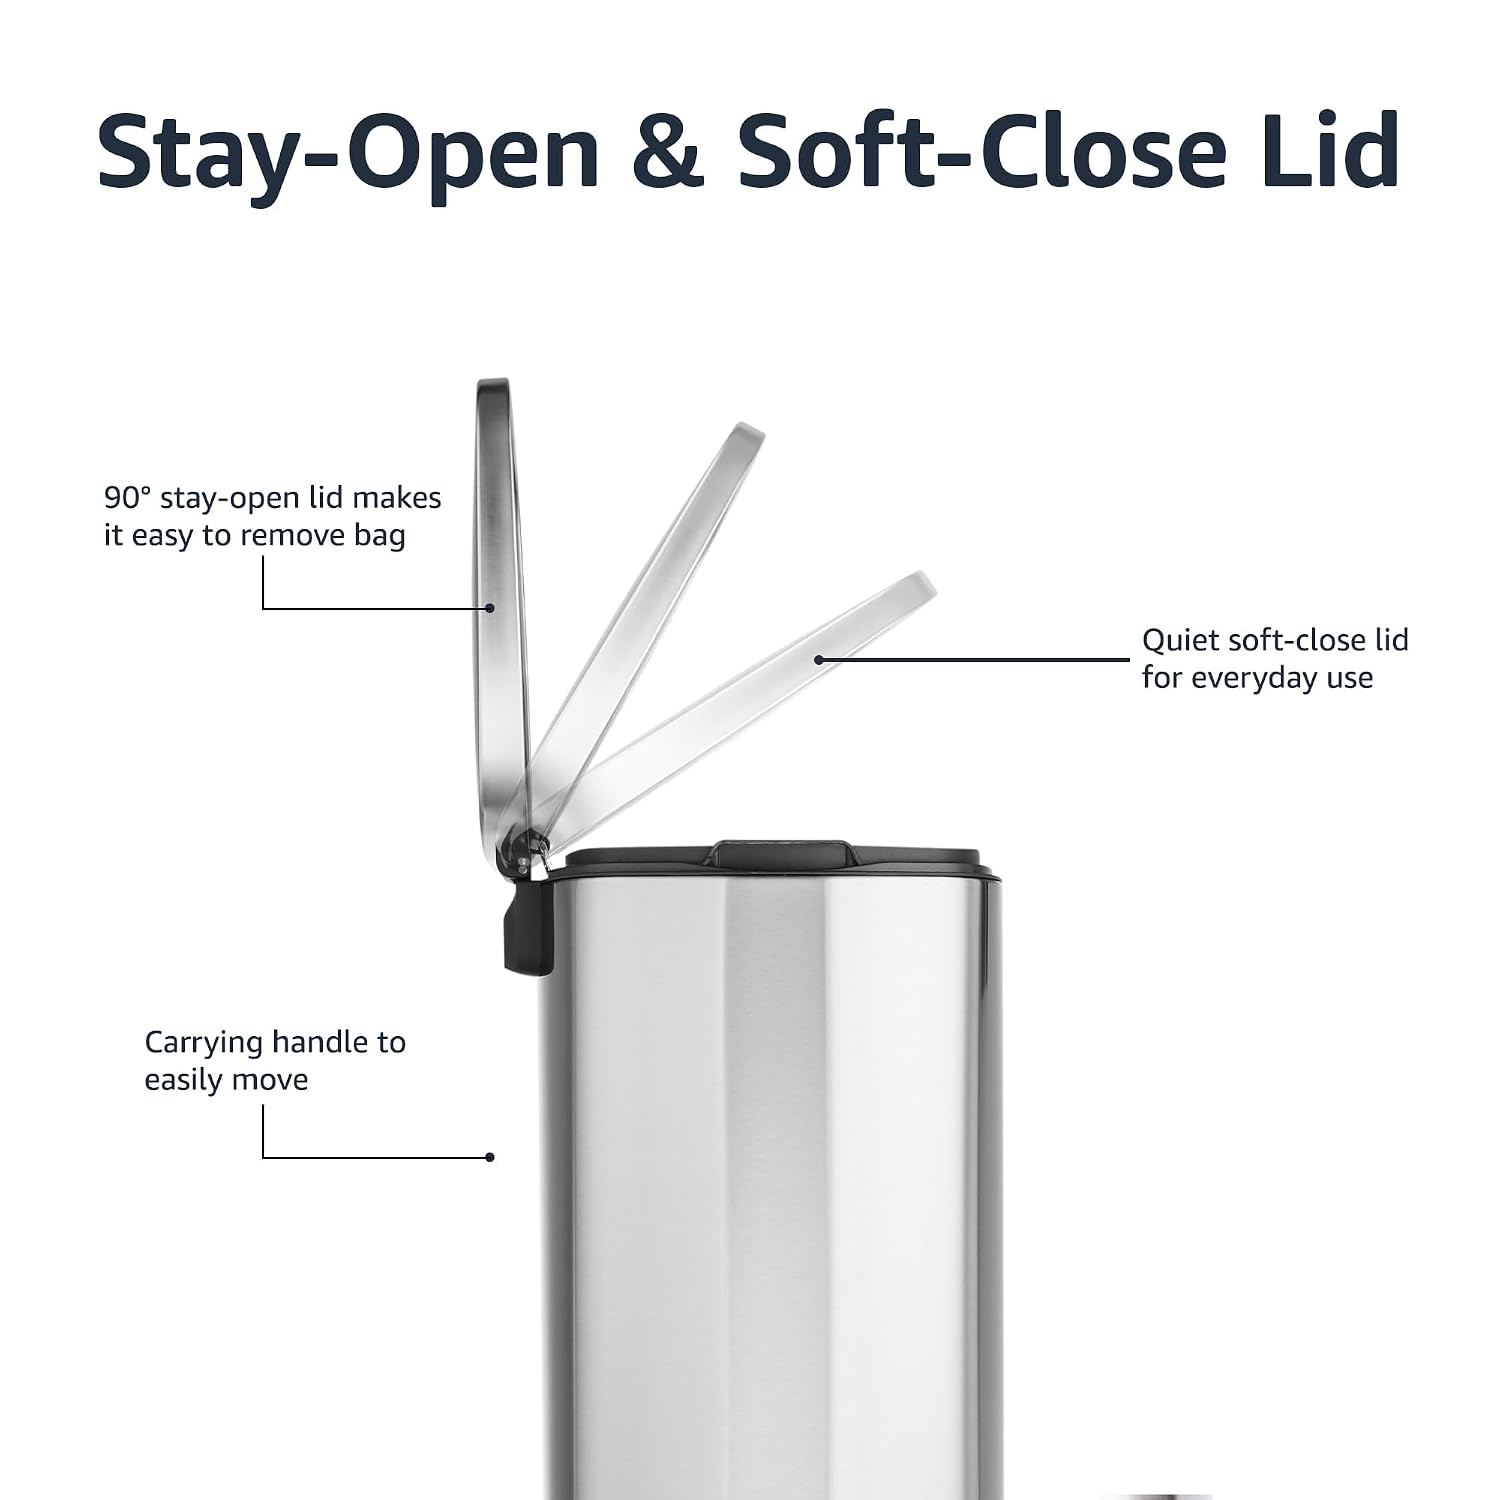 Stay-Open & Soft-Close Lid
90° stay-open lid makes
it easy to remove bag
Quiet soft-close lid
for everyday use
Carrying handle to
easily move